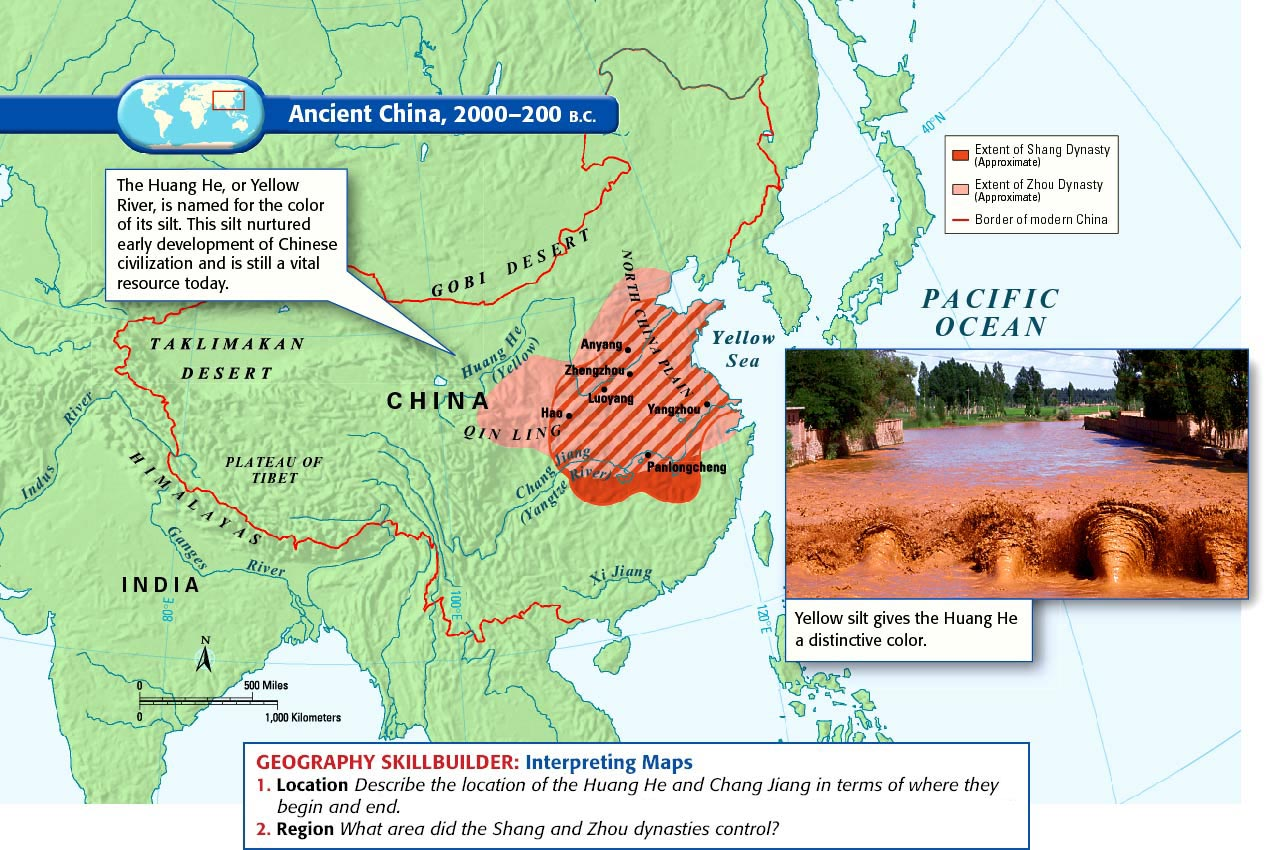 Ancient China, 2000–200 B.C.
The Huang He, or Yellow
River, is named for the color
of its silt. This silt nurtured
early development of Chinese
civilization and is still a vital
resource today.
40°N
Extent of Shang Dynasty
(Approximate)
Extent of Zhou Dynasty
(Approximate)
Border of modern China
GOBI DESERT
NORTH CHINA PLAIN
PACIFIC
OCEAN
TAKLIMAKAN
DESERT
Huang He
(Yellow)
Yellow
Sea
Anyang
Zhengzhou
Luoyang
Yangzhou
Hao
CHINA
QIN LING
Indus River
HIMALAYAS
PLATEAU OF
TIBET
Chang Jiang
(Yangtze River)
Panlongcheng
Ganges River
INDIA
Xi Jiang
80°E
100°E
120°E
N
0 500 Miles
0 1,000 Kilometers
Yellow silt gives the Huang He
a distinctive color.
GEOGRAPHY SKILLBUILDER: Interpreting Maps
1. Location Describe the location of the Huang He and Chang Jiang in terms of where they
begin and end.
2. Region What area did the Shang and Zhou dynasties control?